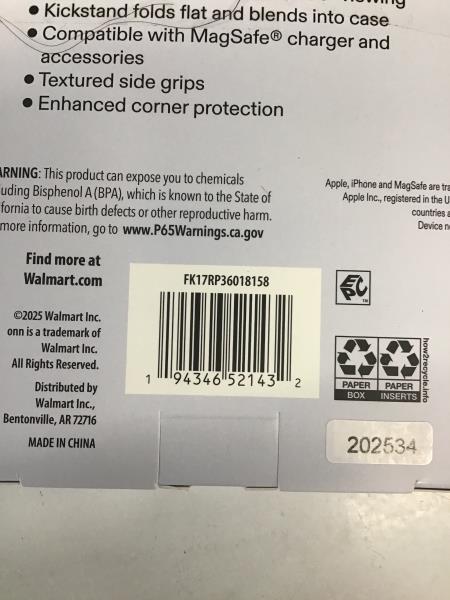 • Kickstand folds flat and blends into case
• Compatible with MagSafe® charger and
accessories
• Textured side grips
• Enhanced corner protection
ARNING: This product can expose you to chemicals
uding Bisphenol A (BPA), which is known to the State of
fornia to cause birth defects or other reproductive harm.
more information, go to www.P65Warnings.ca.gov
Apple, iPhone and MagSafe are tra
Apple Inc., registered in the U
countries a
Device n
Find more at
Walmart.com
©2025 Walmart Inc.
onn is a trademark of
Walmart Inc.
All Rights Reserved.
Distributed by
Walmart Inc.,
Bentonville, AR 72716
MADE IN CHINA
FK17RP36018158
1 94346 52143 2
EPC™
PAPER PAPER
BOX INSERTS
how2recycle.info
202534